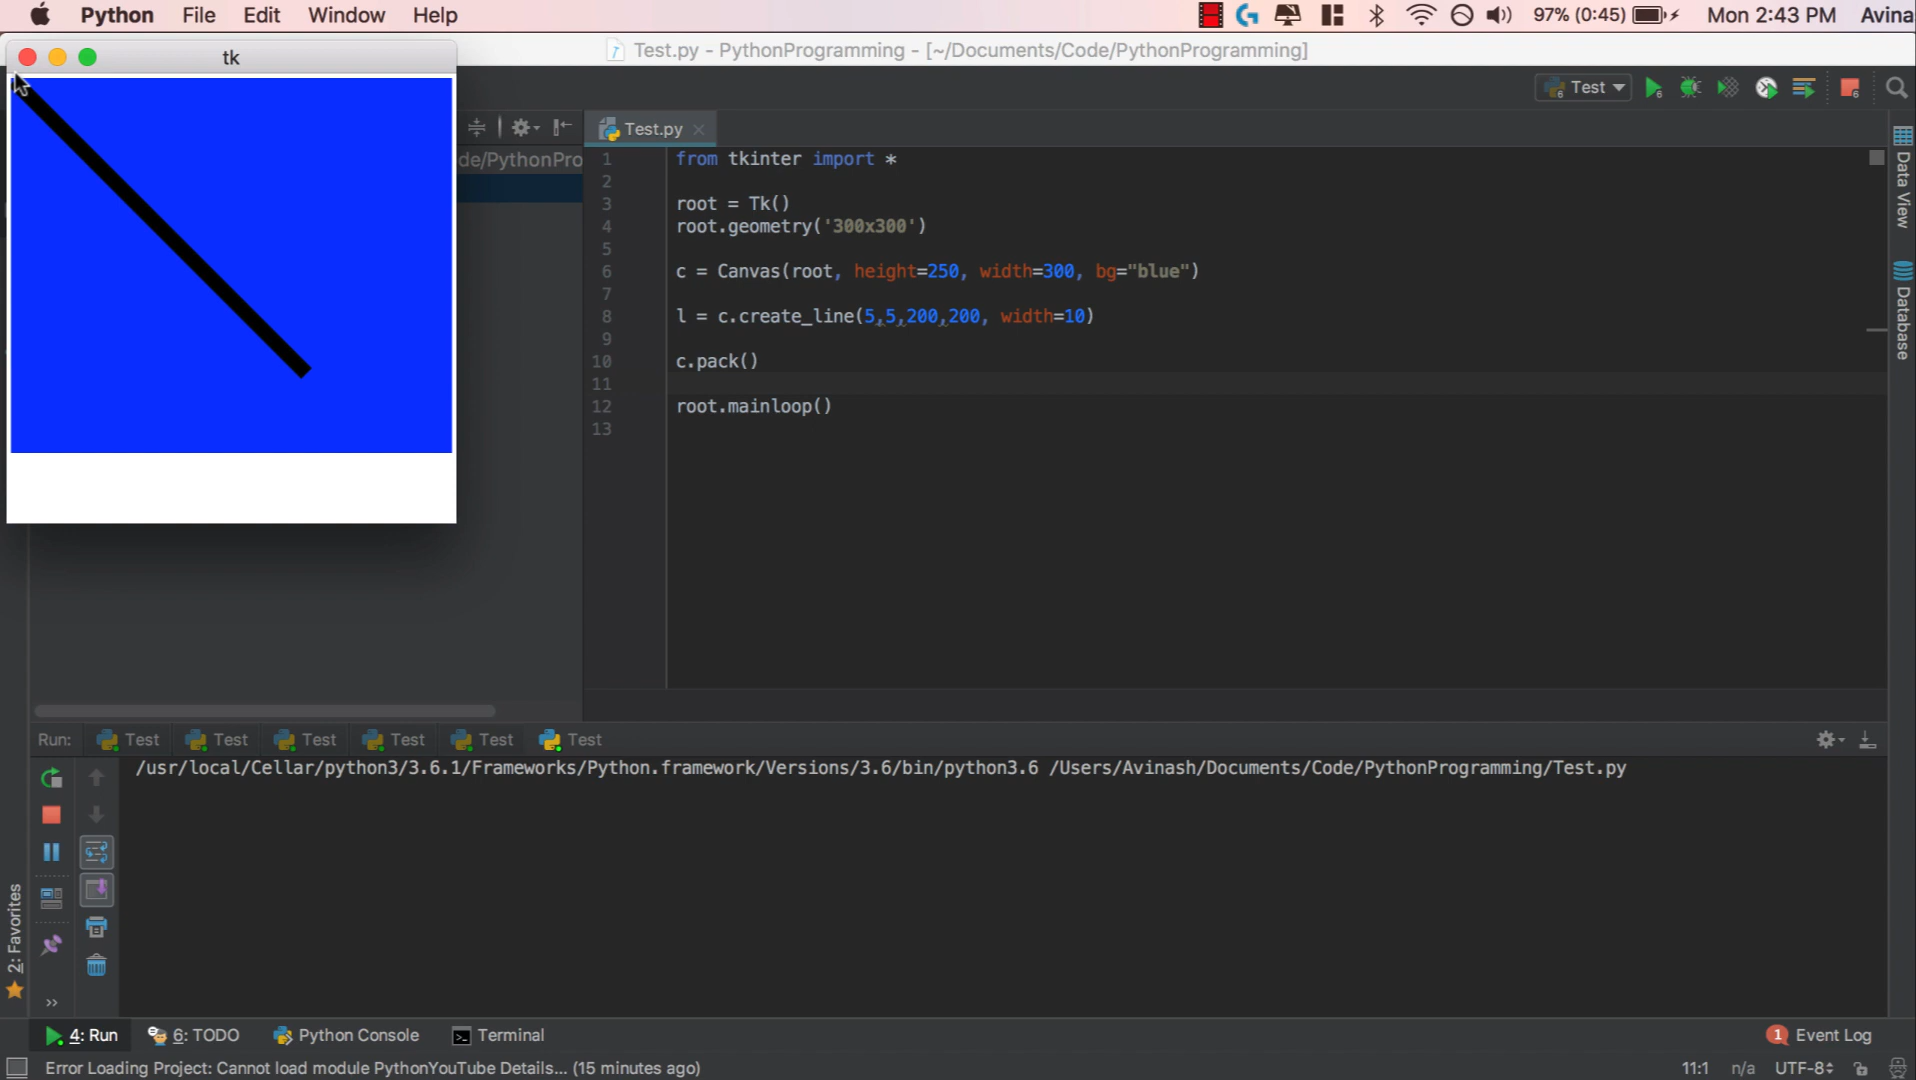 Python File Edit Window Help 97% (0:45) Mon 2:43 PM Avina
tk
Test.py - PythonProgramming - [~/Documents/Code/PythonProgramming]
Test
de/PythonPro
Test.py
1 from tkinter import *
2
3 root = Tk()
4 root.geometry('300x300')
5
6 c = Canvas(root, height=250, width=300, bg="blue")
7
8 l = c.create_line(5,5,200,200, width=10)
9
10 c.pack()
11
12 root.mainloop()
13
Data View
Database
Run: Test Test Test Test Test Test
/usr/local/Cellar/python3/3.6.1/Frameworks/Python.framework/Versions/3.6/bin/python3.6 /Users/Avinash/Documents/Code/PythonProgramming/Test.py
2: Favorites
4: Run 6: TODO Python Console Terminal 1 Event Log
Error Loading Project: Cannot load module PythonYouTube Details... (15 minutes ago) 11:1 n/a UTF-8